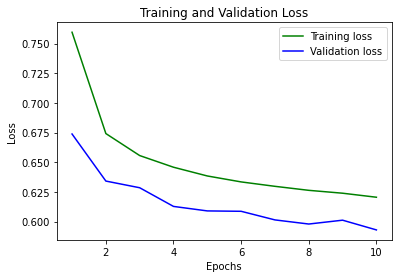 Training and Validation Loss
Training loss
Validation loss
Loss
0.750
0.725
0.700
0.675
0.650
0.625
0.600
2 4 6 8 10
Epochs